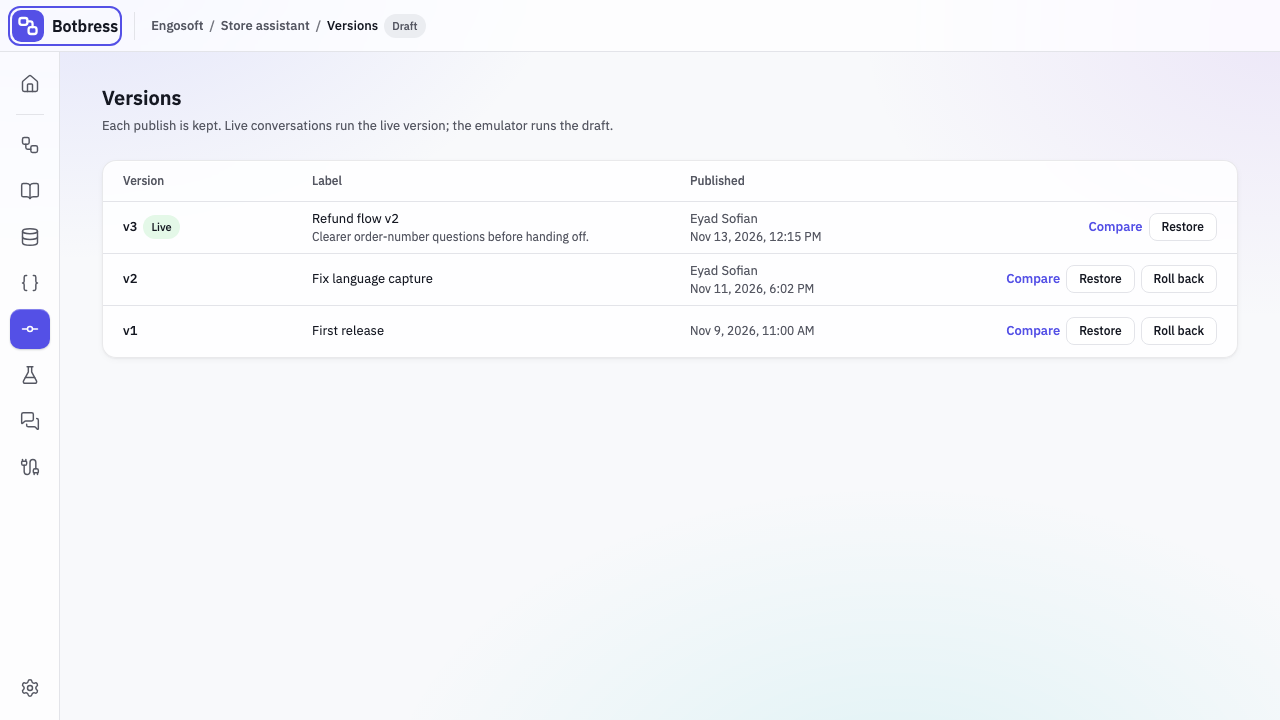 Botbress
Engosoft / Store assistant / Versions Draft
Versions
Each publish is kept. Live conversations run the live version; the emulator runs the draft.
Version Label Published
v3 Live Refund flow v2 Eyad Sofian Compare Restore
Clearer order-number questions before handing off. Nov 13, 2026, 12:15 PM
v2 Fix language capture Eyad Sofian Compare Restore Roll back
Nov 11, 2026, 6:02 PM
v1 First release Nov 9, 2026, 11:00 AM Compare Restore Roll back